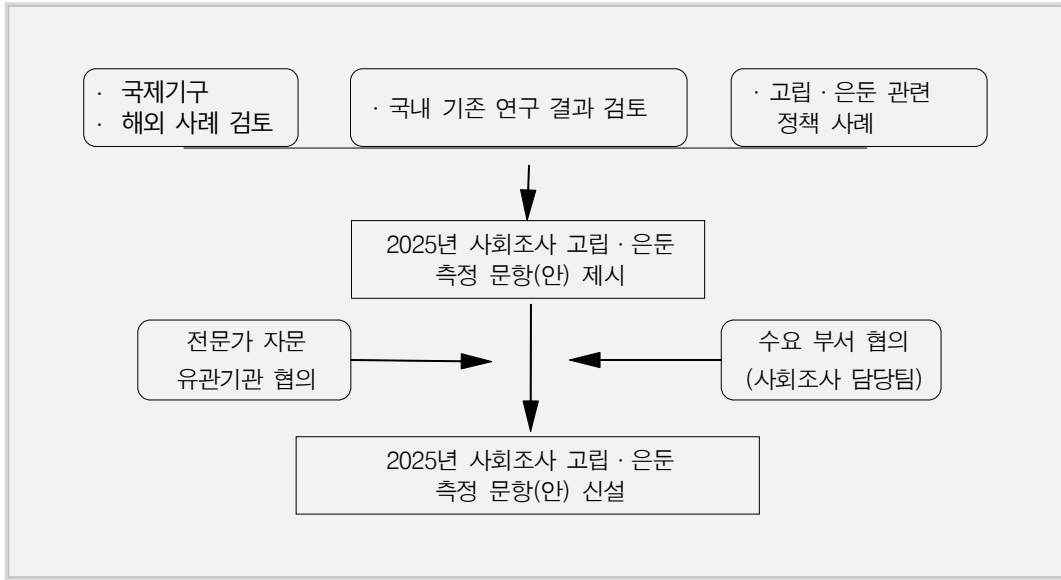 · 국제기구
· 해외 사례 검토
· 국내 기존 연구 결과 검토
· 고립 · 은둔 관련
정책 사례
2025년 사회조사 고립 · 은둔
측정 문항(안) 제시
전문가 자문
유관기관 협의
수요 부서 협의
(사회조사 담당팀)
2025년 사회조사 고립 · 은둔
측정 문항(안) 신설